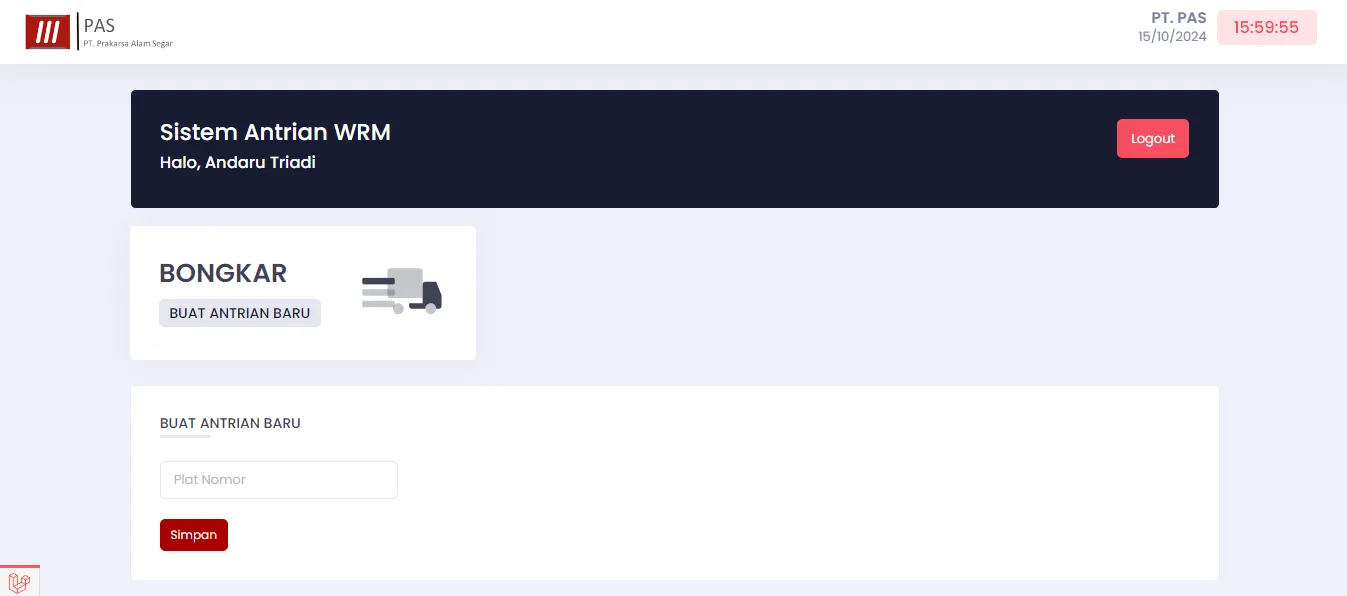 PAS
PT. Prakarsa Alam Segar
PT. PAS
15/10/2024
15:59:55
Sistem Antrian WRM
Halo, Andaru Triadi
Logout
BONGKAR
BUAT ANTRIAN BARU
BUAT ANTRIAN BARU
Plat Nomor
Simpan